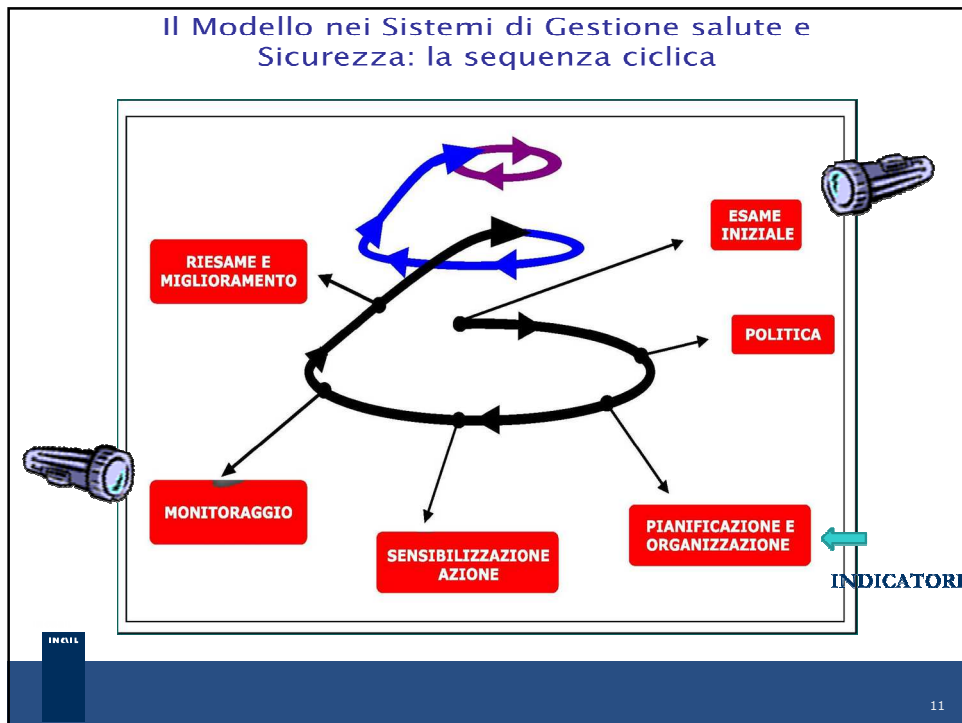 Il Modello nei Sistemi di Gestione salute e
Sicurezza: la sequenza ciclica
ESAME
INIZIALE
RIESAME E
MIGLIORAMENTO
POLITICA
MONITORAGGIO
PIANIFICAZIONE E
ORGANIZZAZIONE
SENSIBILIZZAZIONE
AZIONE
INDICATORI
INAIL
11